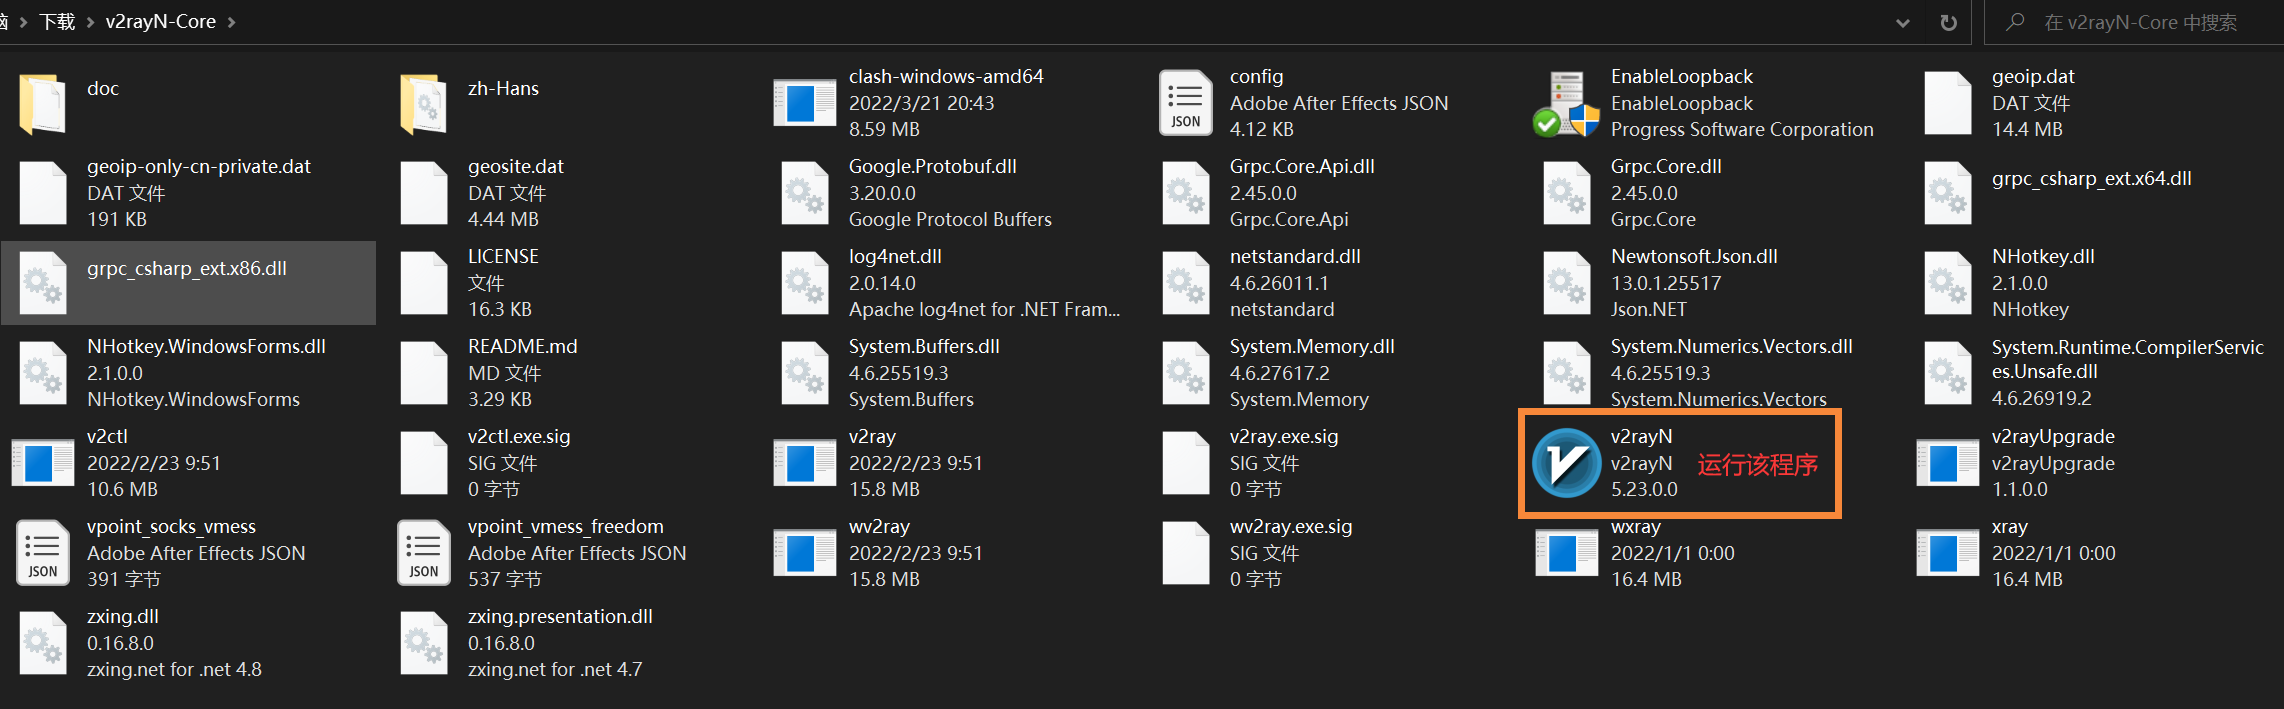 脑 › 下载 › v2rayN-Core ›
在 v2rayN-Core 中搜索
doc
zh-Hans
clash-windows-amd64
2022/3/21 20:43
8.59 MB
config
Adobe After Effects JSON
4.12 KB
JSON
EnableLoopback
EnableLoopback
Progress Software Corporation
geoip.dat
DAT 文件
14.4 MB
geoip-only-cn-private.dat
DAT 文件
191 KB
geosite.dat
DAT 文件
4.44 MB
Google.Protobuf.dll
3.20.0.0
Google Protocol Buffers
Grpc.Core.Api.dll
2.45.0.0
Grpc.Core.Api
Grpc.Core.dll
2.45.0.0
Grpc.Core
grpc_csharp_ext.x64.dll
grpc_csharp_ext.x86.dll
LICENSE
文件
16.3 KB
log4net.dll
2.0.14.0
Apache log4net for .NET Fram...
netstandard.dll
4.6.26011.1
netstandard
Newtonsoft.Json.dll
13.0.1.25517
Json.NET
NHotkey.dll
2.1.0.0
NHotkey
NHotkey.WindowsForms.dll
2.1.0.0
NHotkey.WindowsForms
README.md
MD 文件
3.29 KB
System.Buffers.dll
4.6.25519.3
System.Buffers
System.Memory.dll
4.6.27617.2
System.Memory
System.Numerics.Vectors.dll
4.6.25519.3
System.Numerics.Vectors
System.Runtime.CompilerServic
es.Unsafe.dll
4.6.26919.2
v2ctl
2022/2/23 9:51
10.6 MB
v2ctl.exe.sig
SIG 文件
0 字节
v2ray
2022/2/23 9:51
15.8 MB
v2ray.exe.sig
SIG 文件
0 字节
v2rayN
v2rayN
5.23.0.0
运行该程序
v2rayUpgrade
v2rayUpgrade
1.1.0.0
vpoint_socks_vmess
Adobe After Effects JSON
391 字节
JSON
vpoint_vmess_freedom
Adobe After Effects JSON
537 字节
JSON
wv2ray
2022/2/23 9:51
15.8 MB
wv2ray.exe.sig
SIG 文件
0 字节
wxray
2022/1/1 0:00
16.4 MB
xray
2022/1/1 0:00
16.4 MB
zxing.dll
0.16.8.0
zxing.net for .net 4.8
zxing.presentation.dll
0.16.8.0
zxing.net for .net 4.7